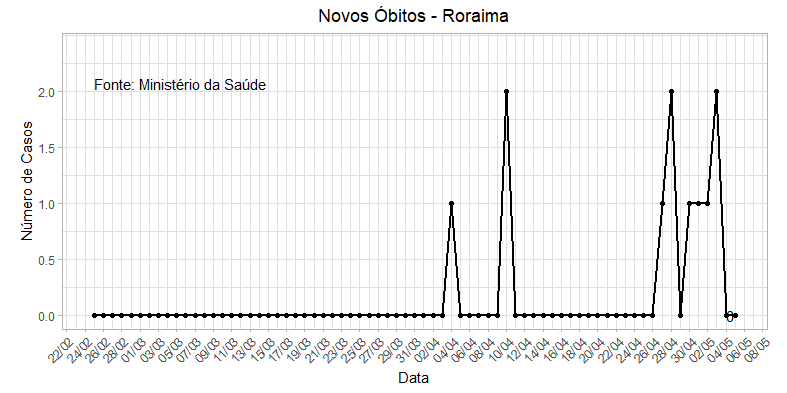 Novos Óbitos - Roraima
Fonte: Ministério da Saúde
Número de Casos
2.0
1.5
1.0
0.5
0.0
0
22/02 24/02 26/02 28/02 01/03 03/03 05/03 07/03 09/03 11/03 13/03 15/03 17/03 19/03 21/03 23/03 25/03 27/03 29/03 31/03 02/04 04/04 06/04 08/04 10/04 12/04 14/04 16/04 18/04 20/04 22/04 24/04 26/04 28/04 30/04 02/05 04/05 06/05 08/05
Data